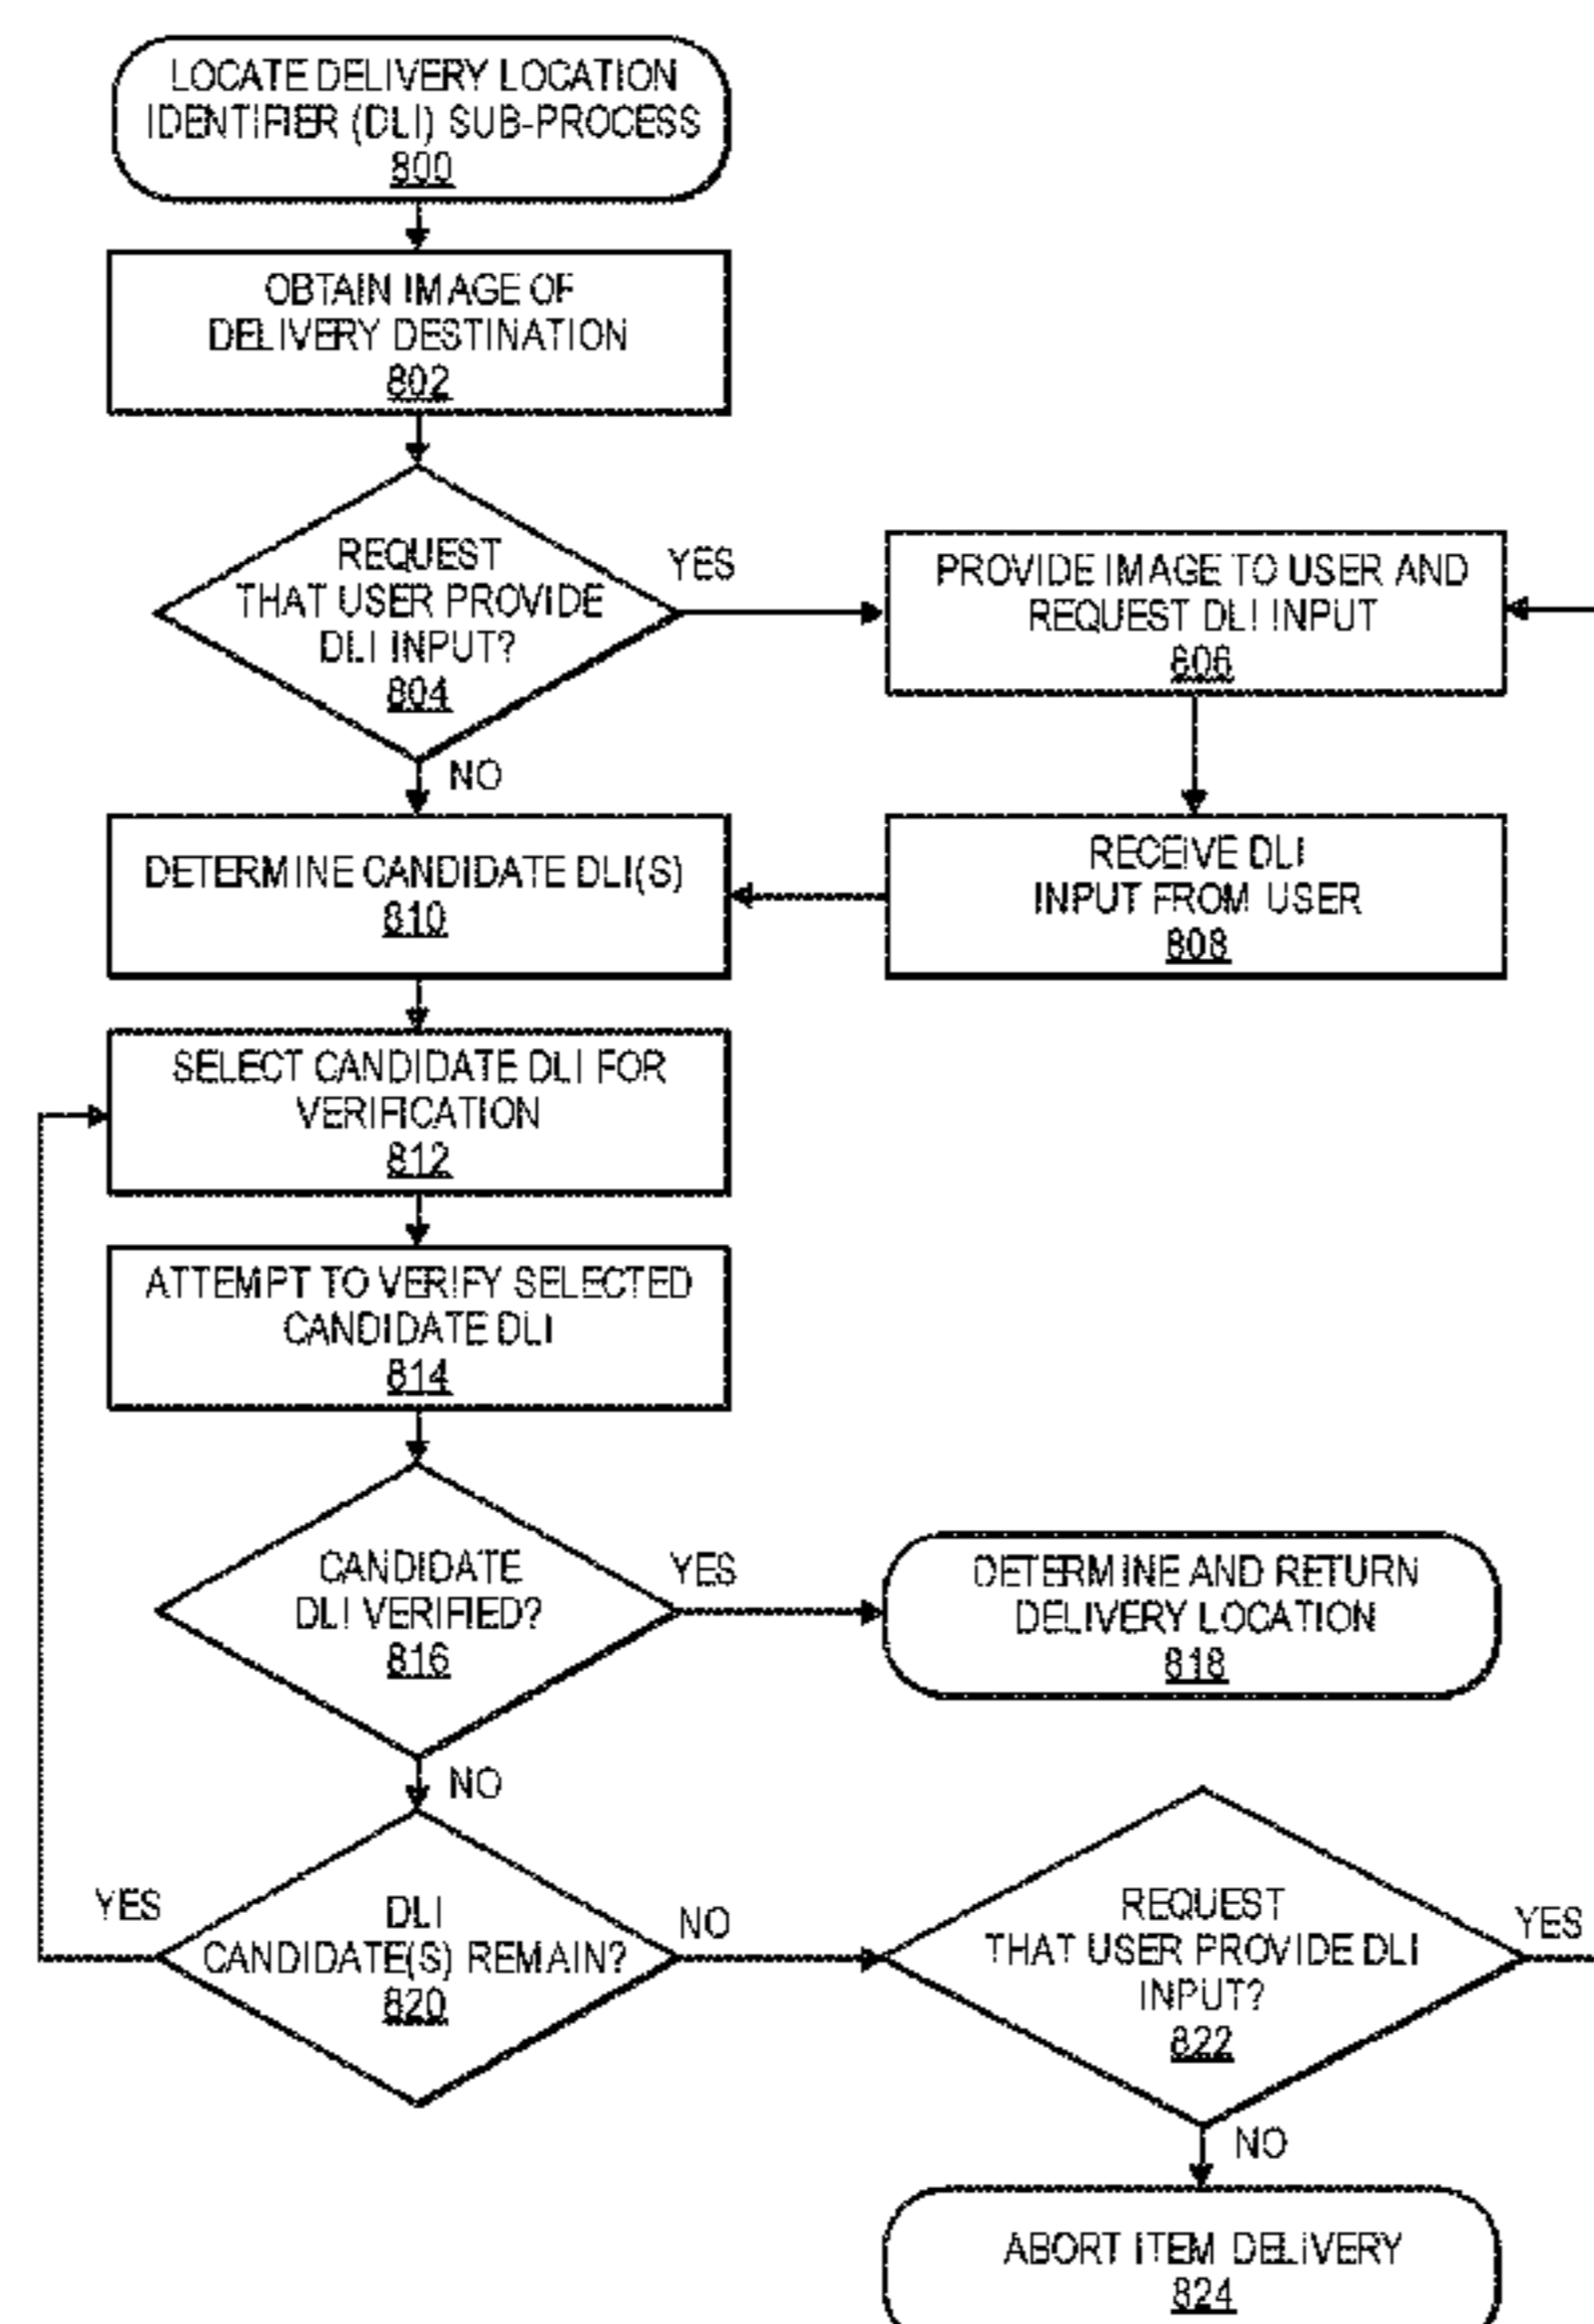 LOCATE DELIVERY LOCATION
IDENTIFIER (DLI) SUB-PROCESS
800
OBTAIN IMAGE OF
DELIVERY DESTINATION
802
REQUEST
THAT USER PROVIDE
DLI INPUT?
804
YES
NO
PROVIDE IMAGE TO USER AND
REQUEST DLI INPUT
806
RECEIVE DLI
INPUT FROM USER
808
DETERMINE CANDIDATE DLI(S)
810
SELECT CANDIDATE DLI FOR
VERIFICATION
812
ATTEMPT TO VERIFY SELECTED
CANDIDATE DLI
814
CANDIDATE
DLI VERIFIED?
816
YES
NO
DETERMINE AND RETURN
DELIVERY LOCATION
818
DLI
CANDIDATE(S) REMAIN?
820
YES
NO
REQUEST
THAT USER PROVIDE DLI
INPUT?
822
YES
NO
ABORT ITEM DELIVERY
824